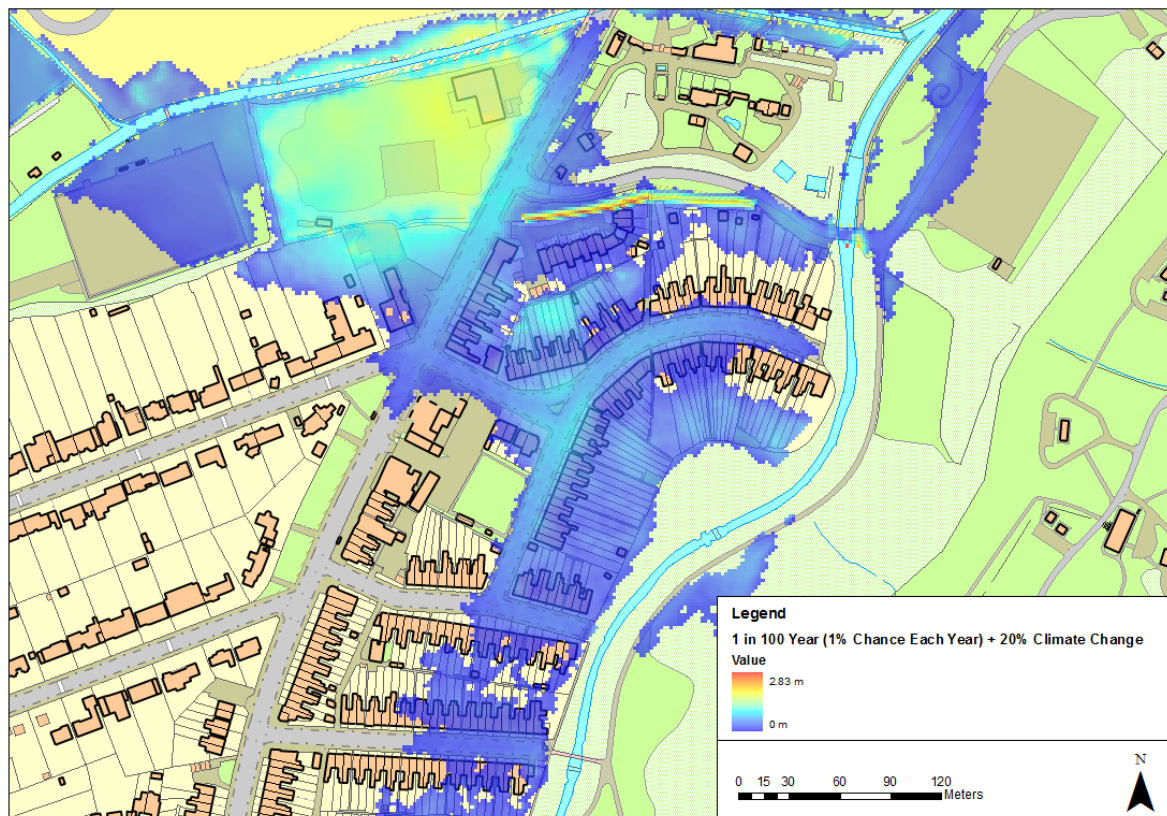 Legend
1 in 100 Year (1% Chance Each Year) + 20% Climate Change
Value
2.83 m
0 m
N
0 15 30 60 90 120
Meters